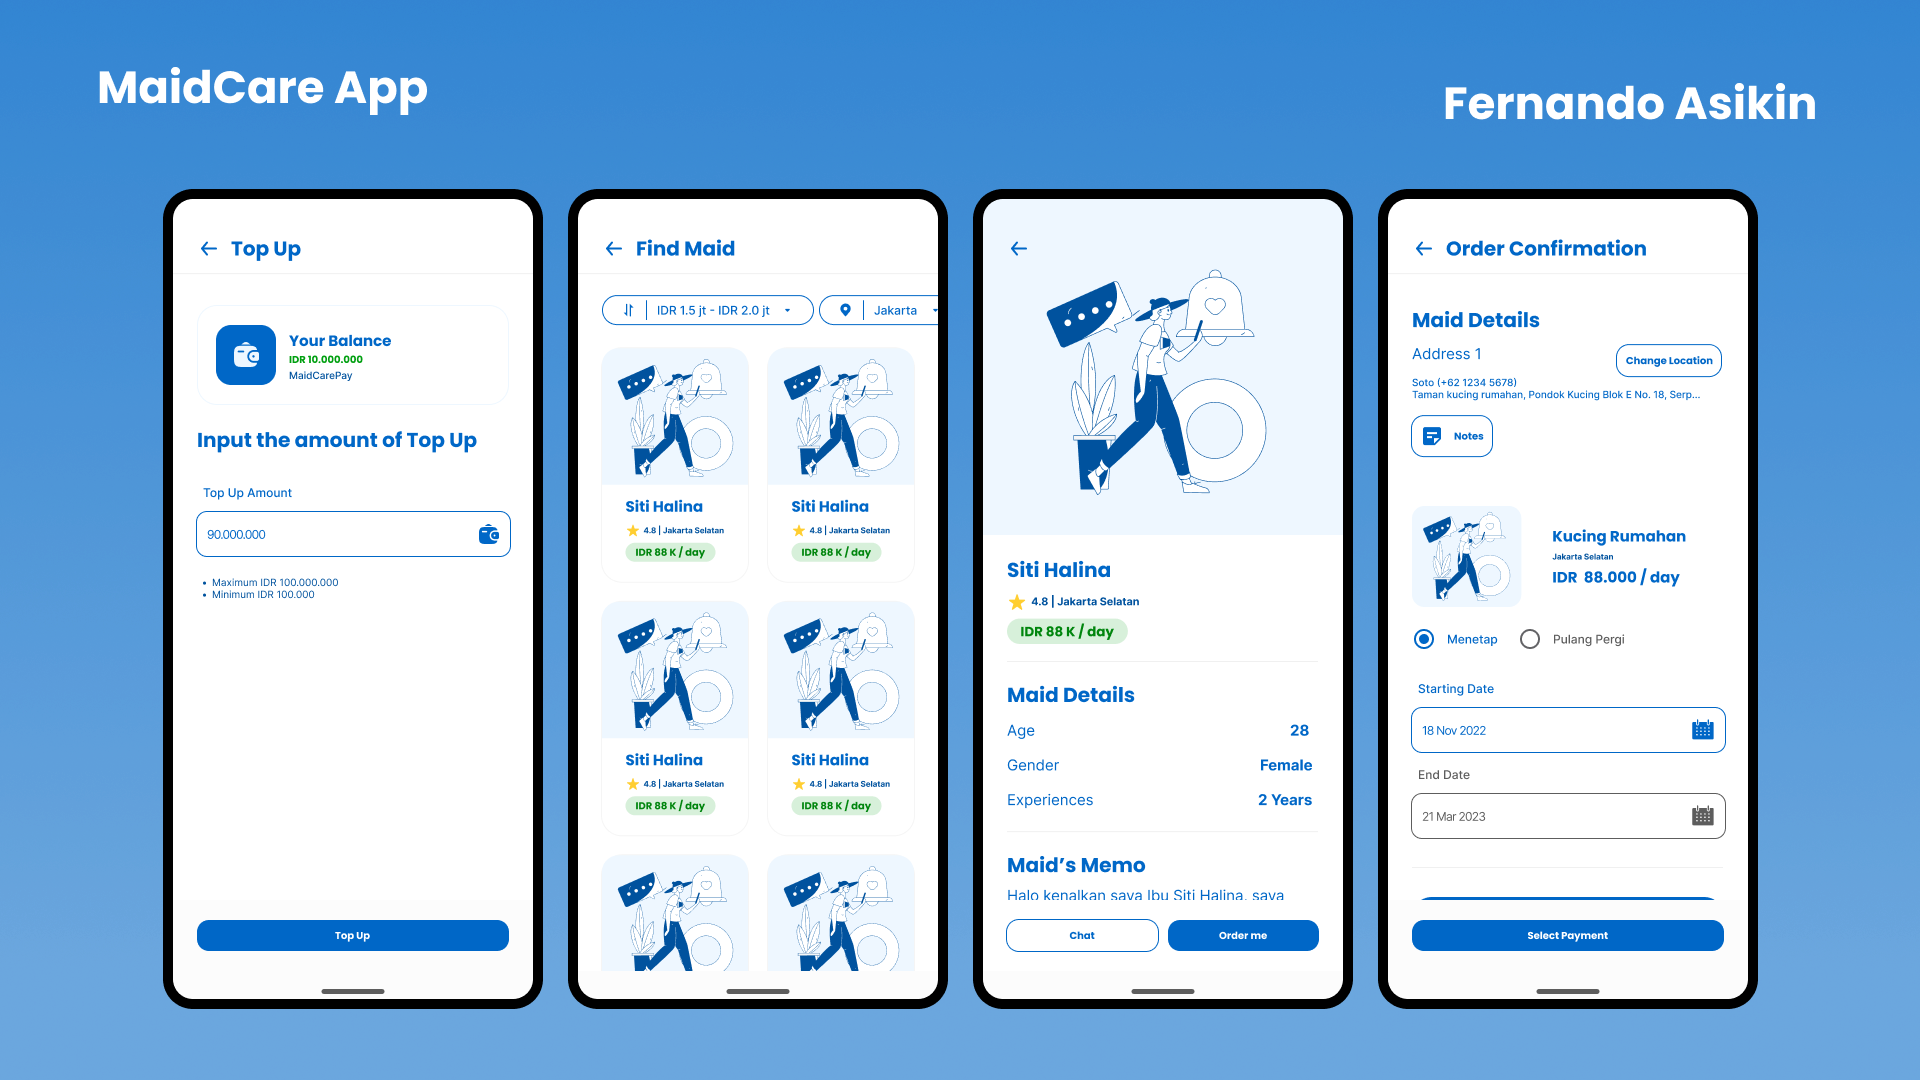 MaidCare App
Fernando Asikin
Top Up
Your Balance
IDR 10.000.000
MaidCarePay
Input the amount of Top Up
Top Up Amount
90.000.000
• Maximum IDR 100.000.000
• Minimum IDR 100.000
Top Up
Find Maid
IDR 1.5 jt - IDR 2.0 jt
Jakarta
Siti Halina
4.8 | Jakarta Selatan
IDR 88 K / day
Siti Halina
4.8 | Jakarta Selatan
IDR 88 K / day
Siti Halina
4.8 | Jakarta Selatan
IDR 88 K / day
Siti Halina
4.8 | Jakarta Selatan
IDR 88 K / day
Siti Halina
4.8 | Jakarta Selatan
IDR 88 K / day
Maid Details
Age 28
Gender Female
Experiences 2 Years
Maid's Memo
Halo kenalkan saya Ibu Siti Halina, saya
Chat
Order me
Order Confirmation
Maid Details
Address 1
Change Location
Soto (+62 1234 5678)
Taman kucing rumahan, Pondok Kucing Blok E No. 18, Serp...
Notes
Kucing Rumahan
Jakarta Selatan
IDR 88.000 / day
Menetap
Pulang Pergi
Starting Date
18 Nov 2022
End Date
21 Mar 2023
Select Payment